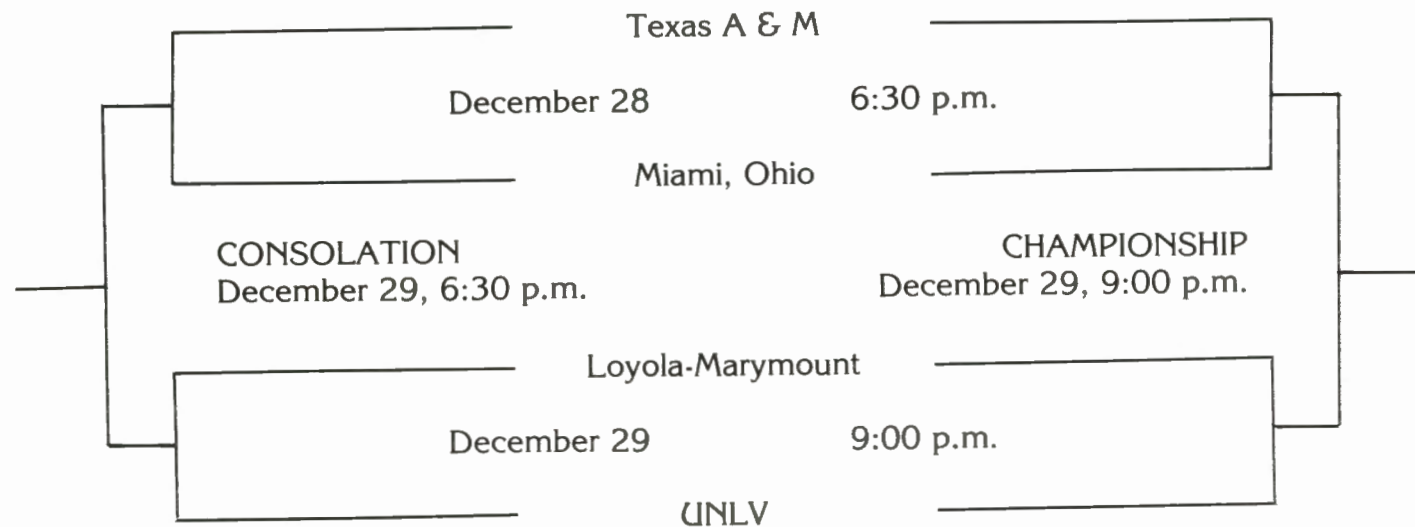 Texas A & M
December 28 6:30 p.m.
Miami, Ohio
CONSOLATION
December 29, 6:30 p.m.
CHAMPIONSHIP
December 29, 9:00 p.m.
Loyola-Marymount
December 29 9:00 p.m.
UNLV